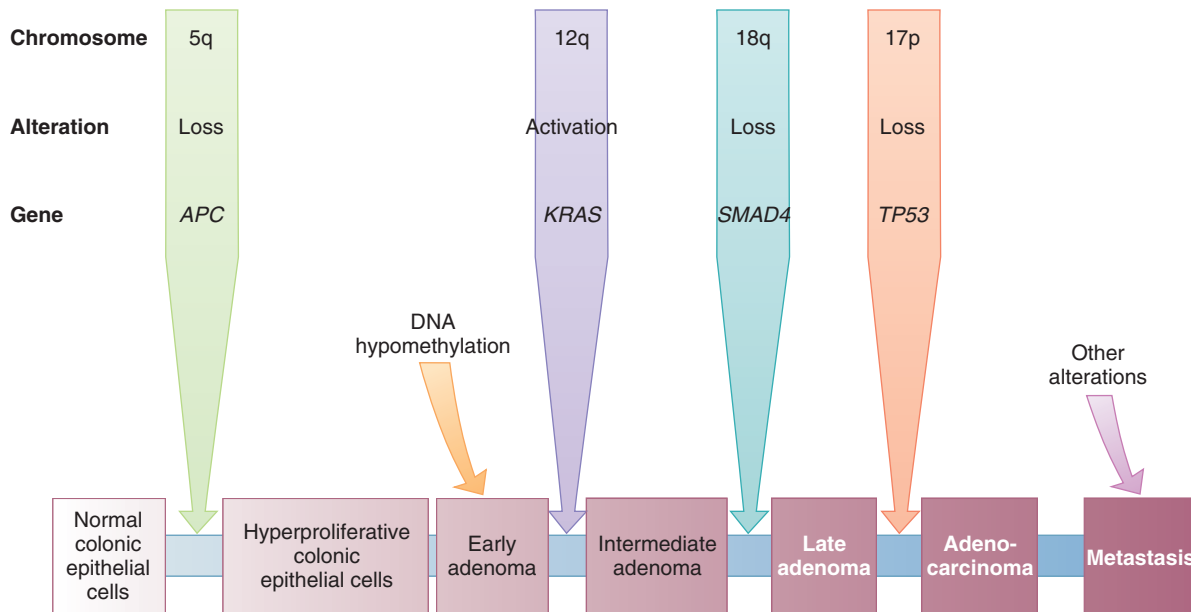 Chromosome 5q 12q 18q 17p
Alteration Loss Activation Loss Loss
Gene APC KRAS SMAD4 TP53
DNA
hypomethylation
Other
alterations
Normal
colonic
epithelial
cells
Hyperproliferative
colonic
epithelial cells
Early
adenoma
Intermediate
adenoma
Late
adenoma
Adeno-
carcinoma
Metastasis